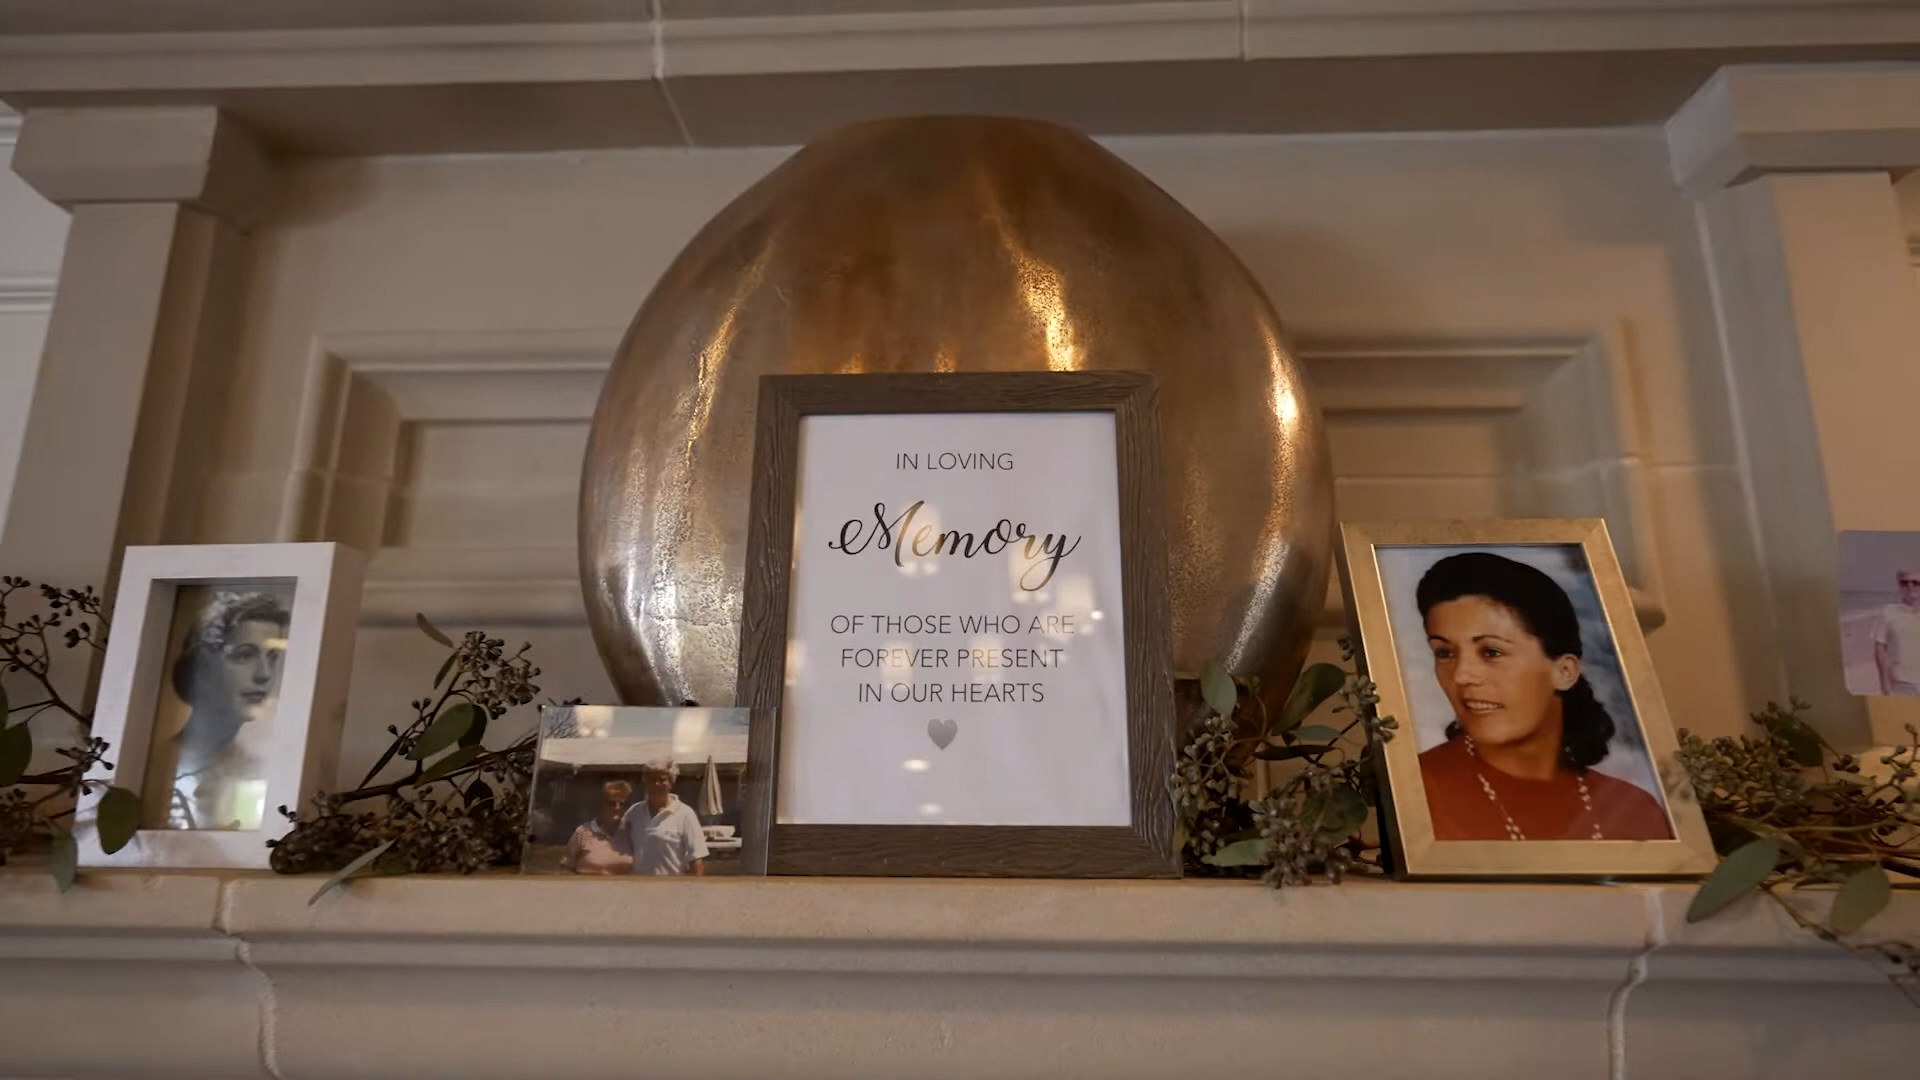 IN LOVING
Memory
OF THOSE WHO ARE
FOREVER PRESENT
IN OUR HEARTS